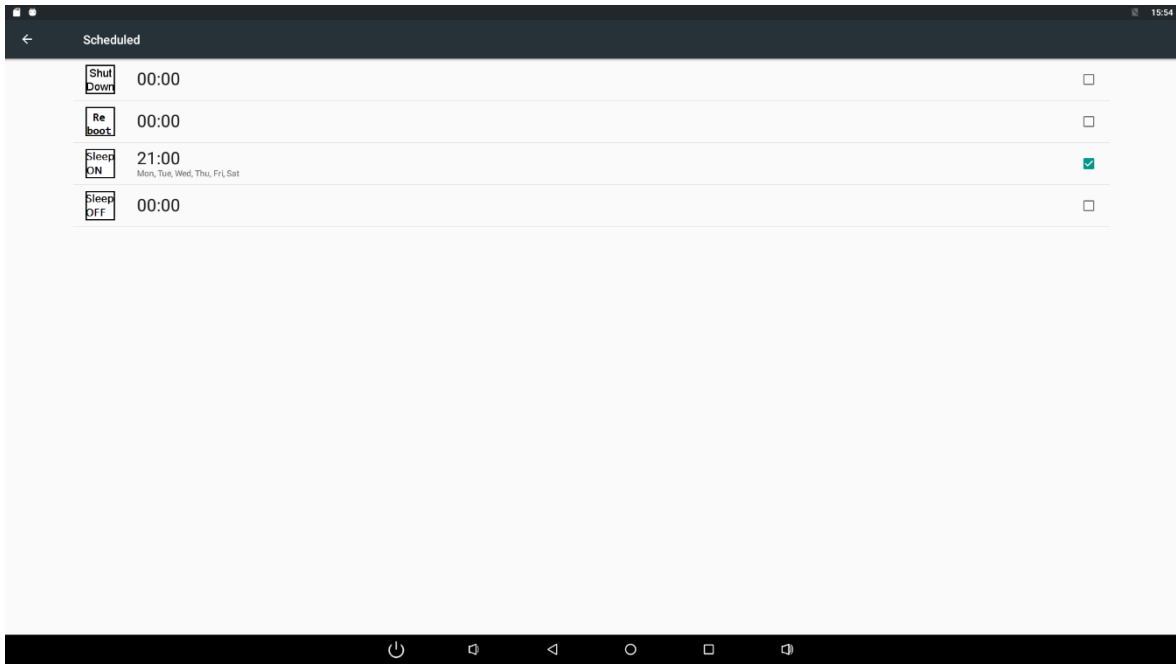 15:54
Scheduled
Shut
Down
00:00
Re
boot
00:00
Sleep
ON
21:00
Mon, Tue, Wed, Thu, Fri, Sat
Sleep
OFF
00:00